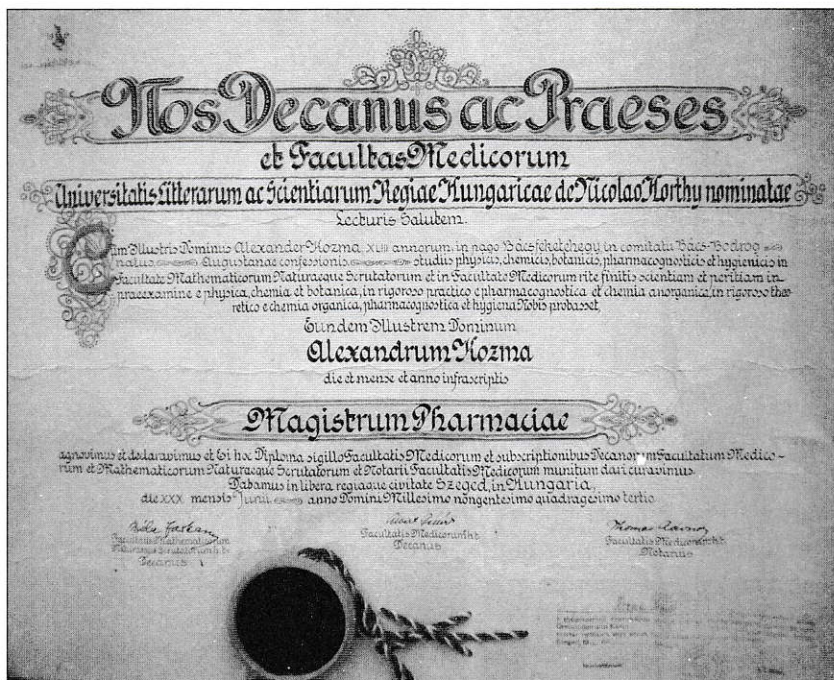 Nos Decanus ac Praeses
et Facultas Medicorum
Universitatis Litterarum ac Scientiarum Regiae Hungaricae de Nicolao Horthy nominatae
Lecturis Salutem.
Cum Illustris Dominus Alexander Kozma XLIII annorum, in pago Bácsfeketehegy in comitatu Bács-Bodrog
natus Augustanae confessionis studiis physicis, chemicis, botanicis, pharmacognosticis et hygienicis in
Facultate Mathematicorum Naturaeque Scrutatorum et in Facultate Medicorum rite finitis scientiam et peritiam in
praeexamine e physica, chemia et botanica, in rigoroso practico e pharmacognostica et chemia anorganica, in rigoroso theo-
retico e chemia organica, pharmacognostica et hygiena Nobis probasset,
Eundem Illustrem Dominum
Alexandrum Kozma
die et mense et anno infrascriptis
Magistrum Pharmaciae
agnovimus et declaravimus et Ei hoc Diploma sigillo Facultatis Medicorum et subscriptionibus Decanorum Facultatum Medico-
rum et Mathematicorum Naturaeque Scrutatorum et Notarii Facultatis Medicorum munitum dari curavimus.
Dabamus in libera regiaque civitate Szeged, in Hungaria,
die XXX mensis Junii anno Domini Millesimo nongentesimo quadragesimo tertio
Béla Farkas
Facultatis Mathematicorum
Naturaeque Scrutatorum h. t.
Decanus
Facultatis Medicorum h. t.
Decanus
Thomas
Facultatis Medicorum h. t.
Notarius